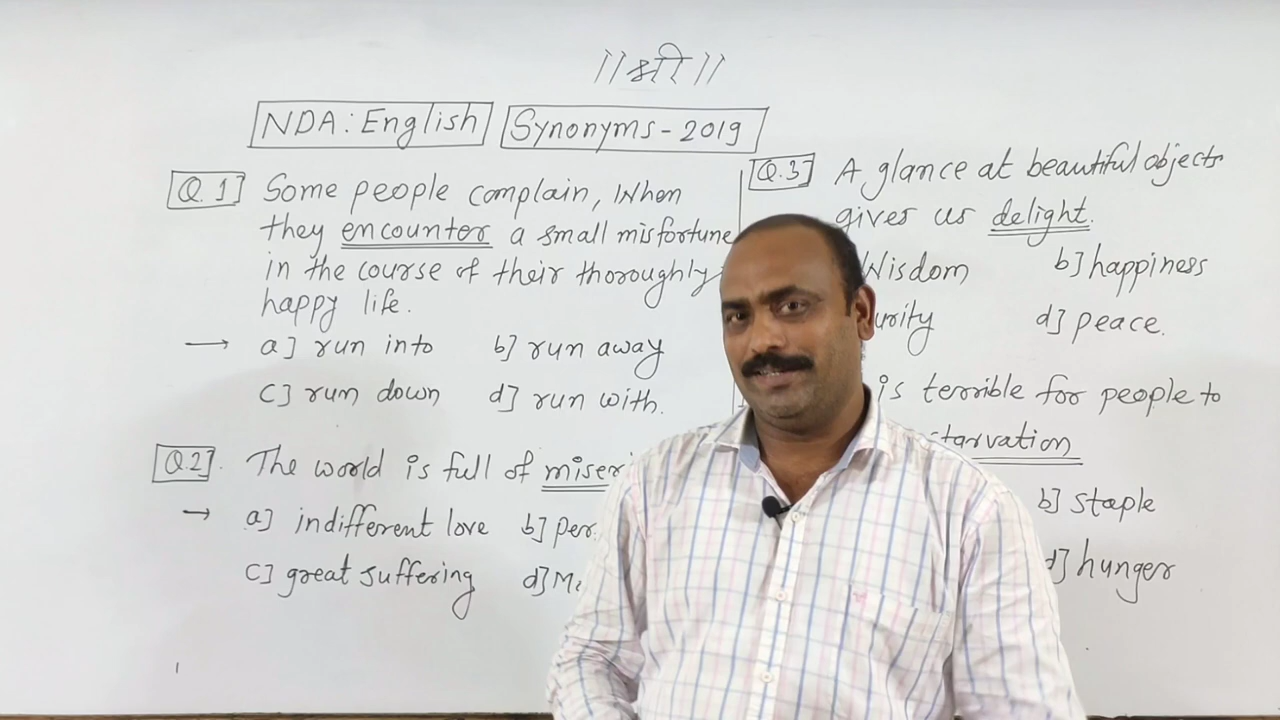 ॥ श्री ॥
NDA: English
Synonyms-2019
Q.1] Some people complain, When
they encounter a small misfortune
in the course of their thoroughly
happy life.
→ a] run into b] run away
c] run down d] run with.
Q.2]. The world is full of
→ a] indifferent love b]
c] great suffering d]
Q.3] A glance at beautiful objects
gives us delight.
Wisdom b] happiness
d] peace.
is terrible for people to
b] staple
d] hunger